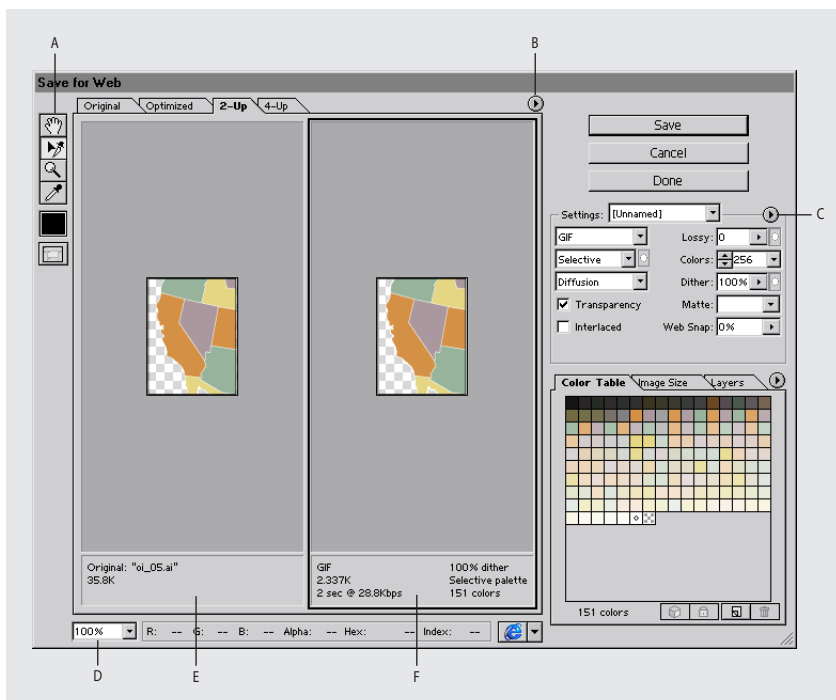 A
B
Save for Web
Original Optimized 2-Up 4-Up
Save
Cancel
Done
C
Settings: [Unnamed]
GIF Lossy: 0
Selective Colors: 256
Diffusion Dither: 100%
Transparency Matte:
Interlaced Web Snap: 0%
Color Table Image Size Layers
Original: "oi_05.ai"
35.8K
GIF 100% dither
2.337K Selective palette
2 sec @ 28.8Kbps 151 colors
151 colors
100% R: -- G: -- B: -- Alpha: -- Hex: -- Index: --
D
E
F